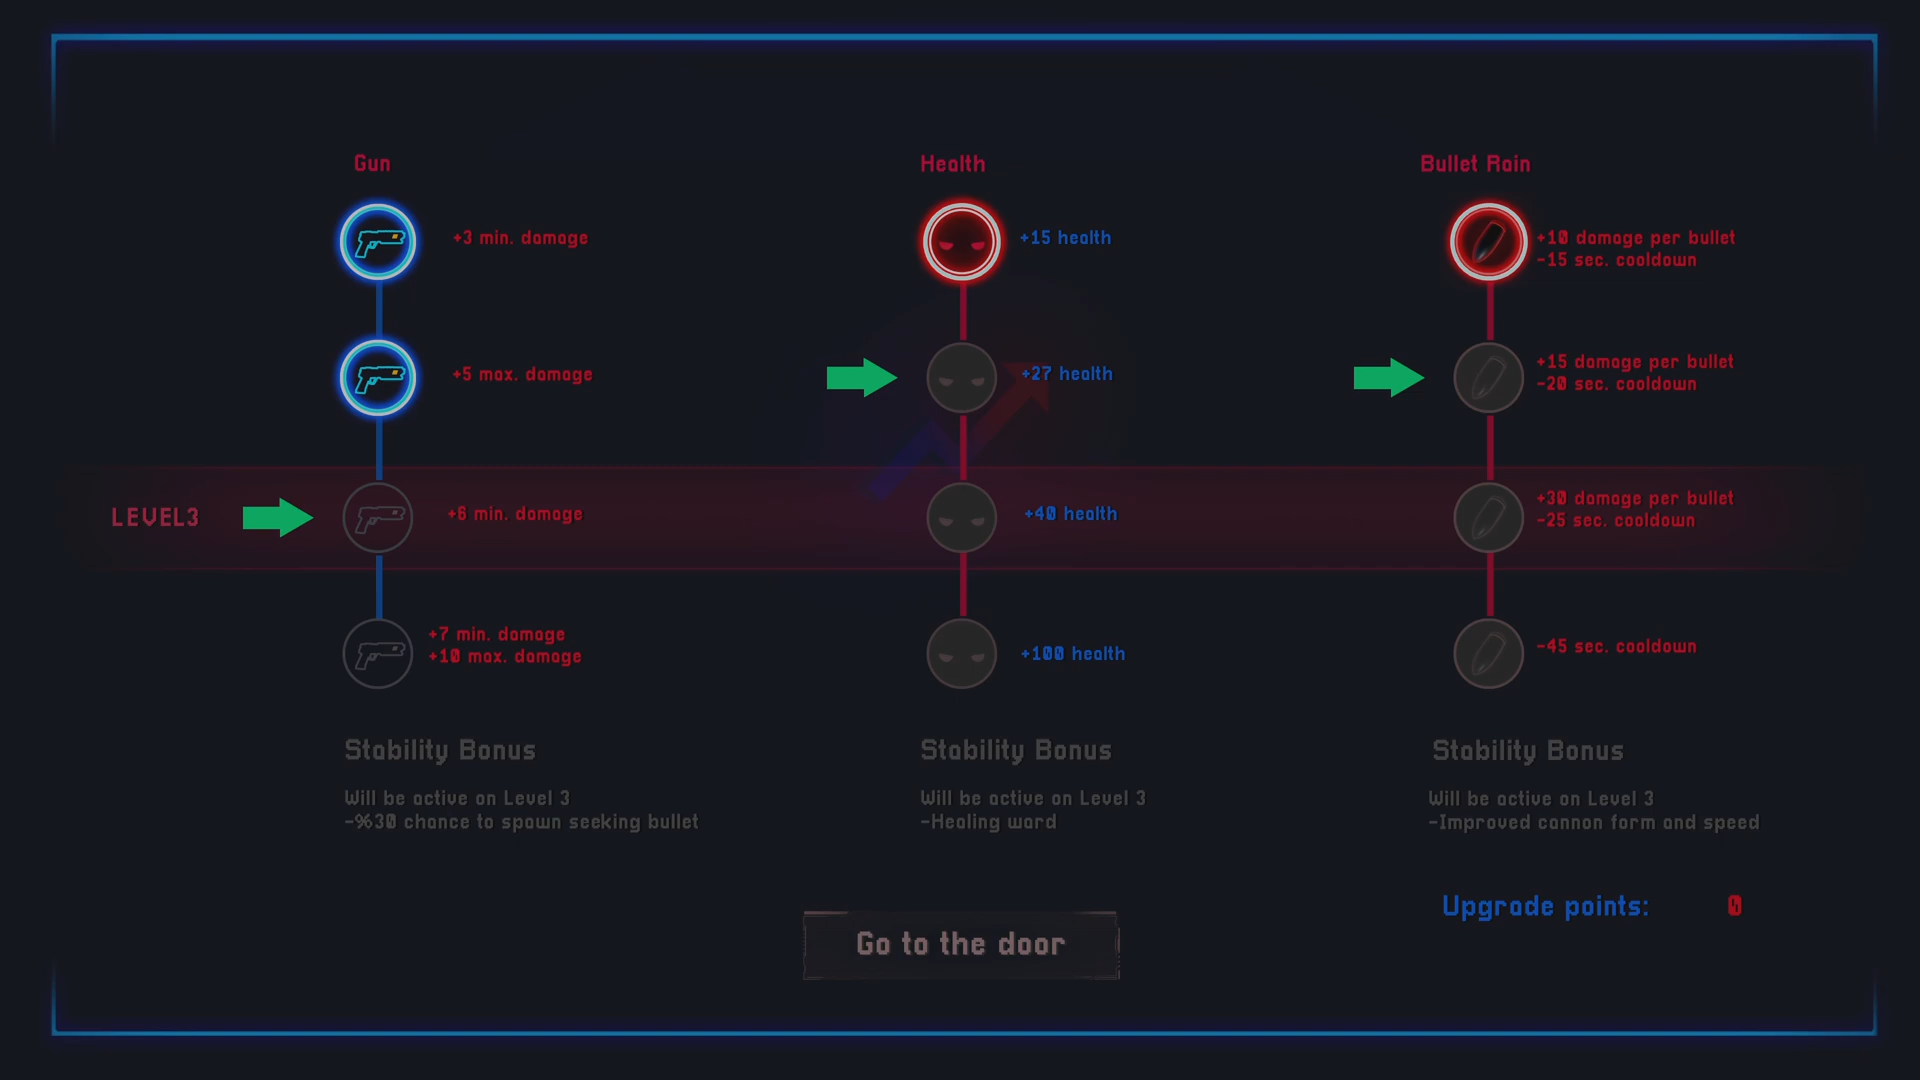 Gun
+3 min. damage
+5 max. damage
LEVEL3
+6 min. damage
+7 min. damage
+10 max. damage
Stability Bonus
Will be active on Level 3
-%30 chance to spawn seeking bullet
Health
+15 health
+27 health
+40 health
+100 health
Stability Bonus
Will be active on Level 3
-Healing ward
Bullet Rain
+10 damage per bullet
-15 sec. cooldown
+15 damage per bullet
-20 sec. cooldown
+30 damage per bullet
-25 sec. cooldown
-45 sec. cooldown
Stability Bonus
Will be active on Level 3
-Improved cannon form and speed
Upgrade points: 0
Go to the door